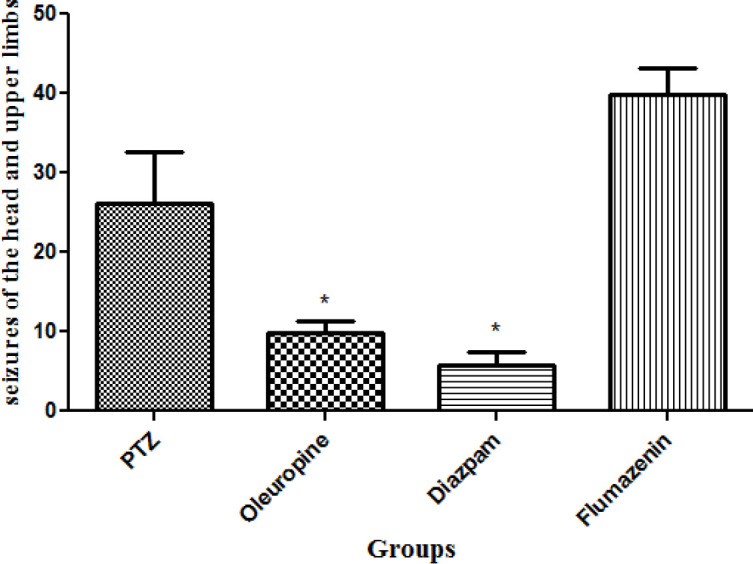 seizures of the head and upper limbs
50
40
30
20
10
0
*
*
PTZ
Oleuropine
Diazpam
Flumazenin
Groups